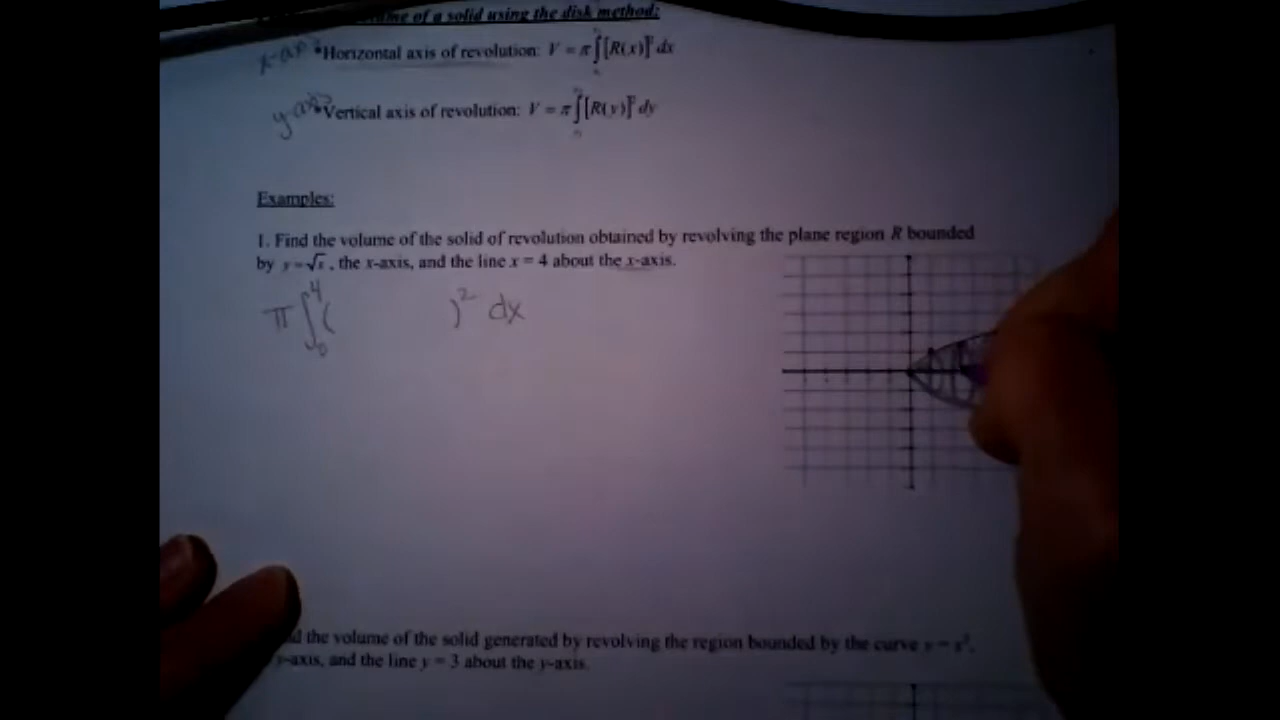 of a solid using the disk method:
x-axis *Horizontal axis of revolution: V = π∫[R(x)]² dx
y-axis *Vertical axis of revolution: V = π∫[R(y)]² dy
Examples:
1. Find the volume of the solid of revolution obtained by revolving the plane region R bounded
by y = √x, the x-axis, and the line x = 4 about the x-axis.
π∫₀⁴( )² dx
the volume of the solid generated by revolving the region bounded by the curve
-axis, and the line y = 3 about the y-axis.